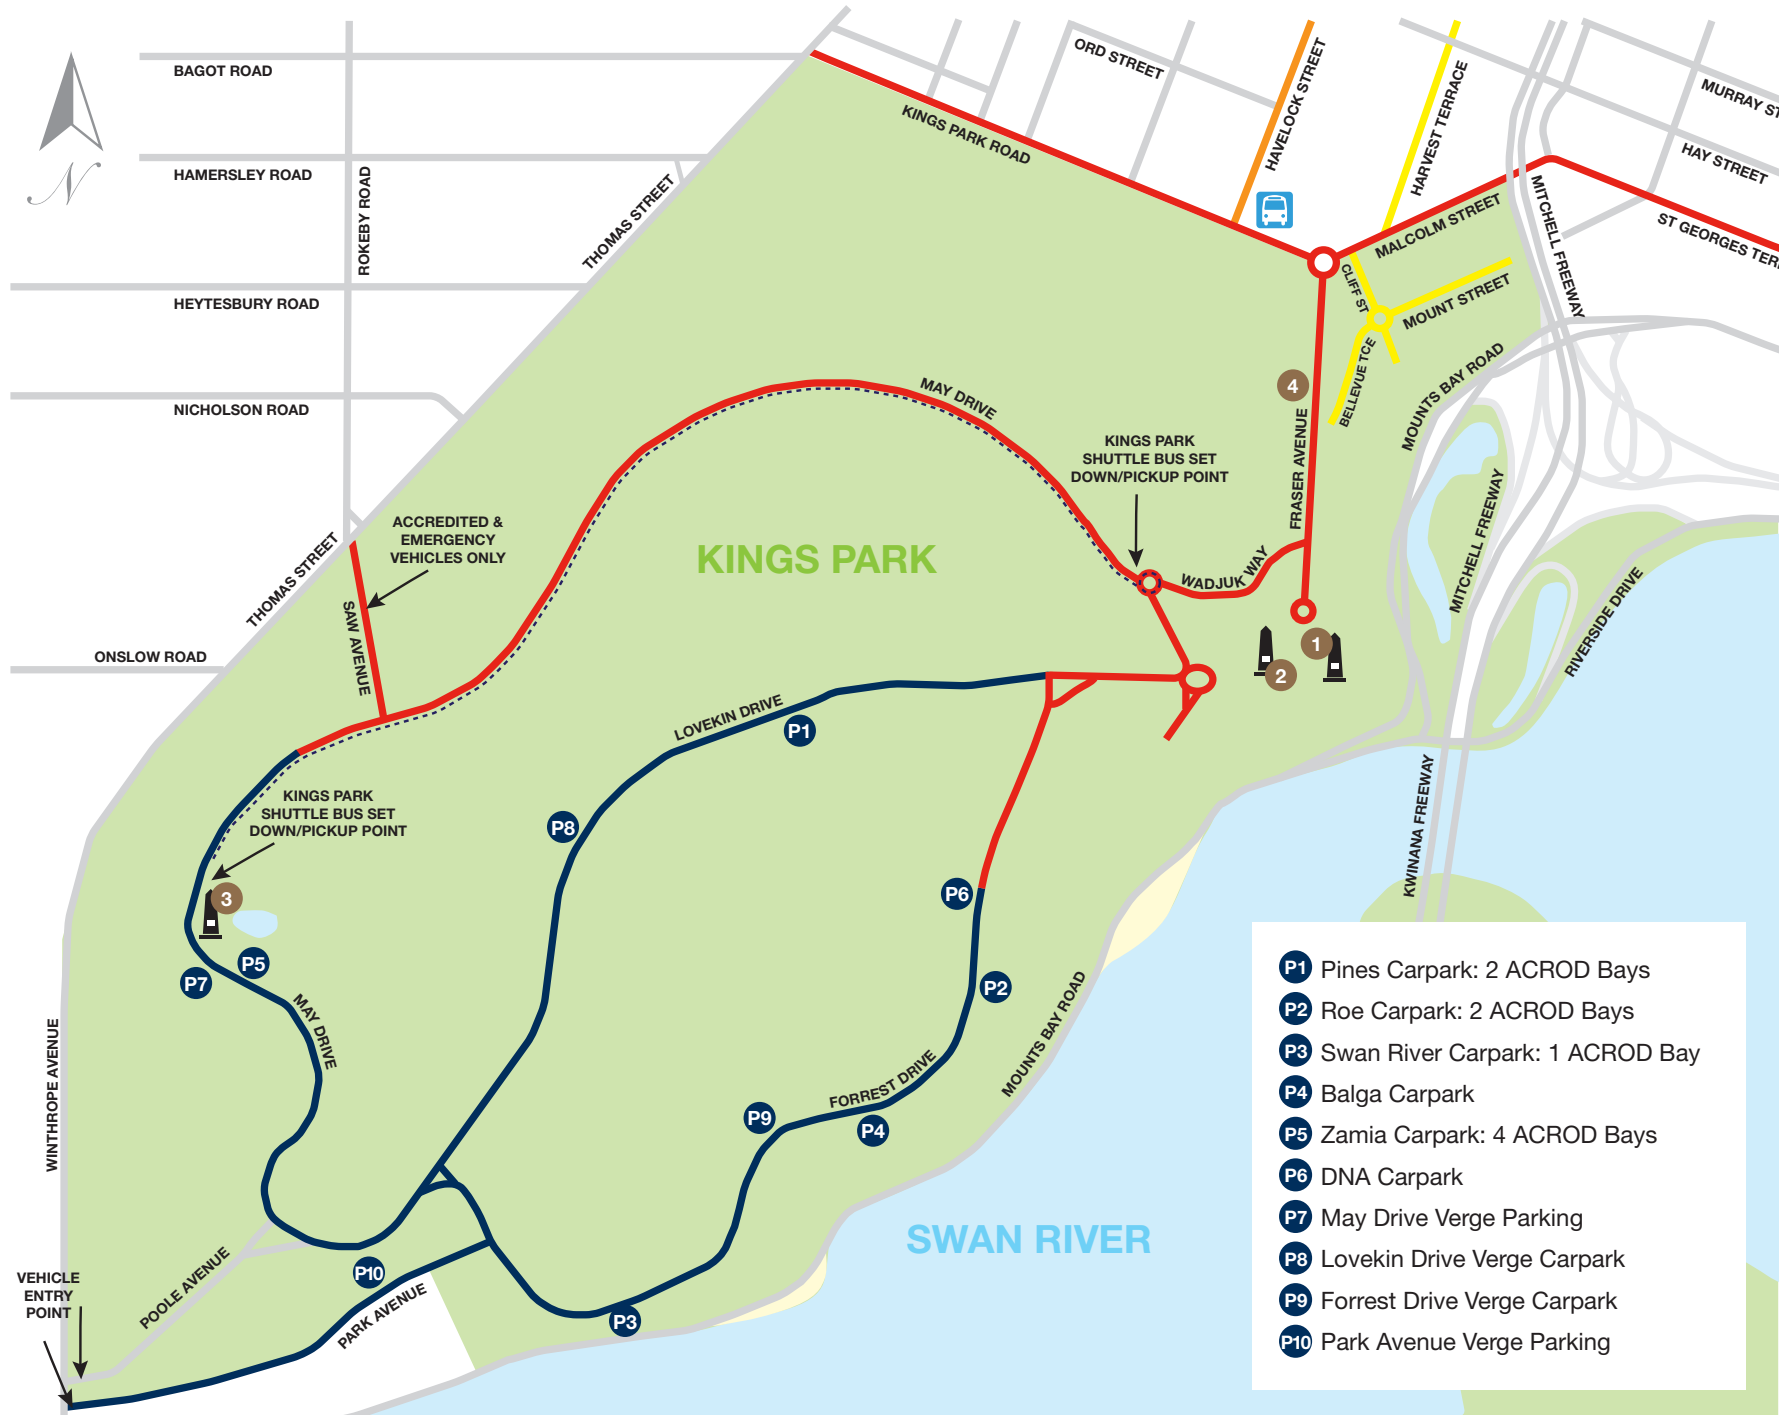 BAGOT ROAD
HAMERSLEY ROAD
ROKEBY ROAD
HEYTESBURY ROAD
NICHOLSON ROAD
ONSLOW ROAD
N
THOMAS STREET
THOMAS STREET
KINGS PARK ROAD
ORD STREET
HAVELOCK STREET
HARVEST TERRACE
MURRAY ST
HAY STREET
ST GEORGES TER
MALCOLM STREET
MITCHELL FREEWAY
CLIFF ST
MOUNT STREET
BELLEVUE TCE
MOUNTS BAY ROAD
4
FRASER AVENUE
MAY DRIVE
KINGS PARK
SHUTTLE BUS SET
DOWN/PICKUP POINT
WADJUK WAY
MITCHELL FREEWAY
RIVERSIDE DRIVE
ACCREDITED &
EMERGENCY
VEHICLES ONLY
SAW AVENUE
KINGS PARK
1
2
LOVEKIN DRIVE
P1
P8
KINGS PARK
SHUTTLE BUS SET
DOWN/PICKUP POINT
3
P5
P7
MAY DRIVE
P6
P2
KWINANA FREEWAY
MOUNTS BAY ROAD
FORREST DRIVE
P9
P4
WINTHROPE AVENUE
SWAN RIVER
POOLE AVENUE
P10
PARK AVENUE
P3
VEHICLE
ENTRY
POINT
P1 Pines Carpark: 2 ACROD Bays
P2 Roe Carpark: 2 ACROD Bays
P3 Swan River Carpark: 1 ACROD Bay
P4 Balga Carpark
P5 Zamia Carpark: 4 ACROD Bays
P6 DNA Carpark
P7 May Drive Verge Parking
P8 Lovekin Drive Verge Carpark
P9 Forrest Drive Verge Carpark
P10 Park Avenue Verge Parking